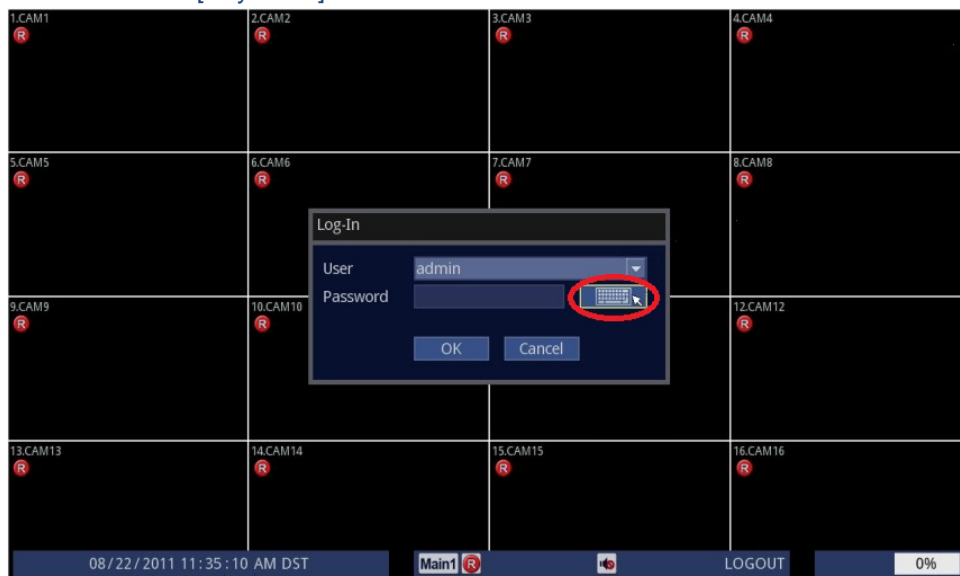 1.CAM1 2.CAM2 3.CAM3 4.CAM4
R R R R
5.CAM5 6.CAM6 7.CAM7 8.CAM8
R R R R
Log-In
User admin
Password
9.CAM9 10.CAM10 12.CAM12
R R R
OK Cancel
13.CAM13 14.CAM14 15.CAM15 16.CAM16
R R R R
08/22/2011 11:35:10 AM DST Main1 R LOGOUT 0%